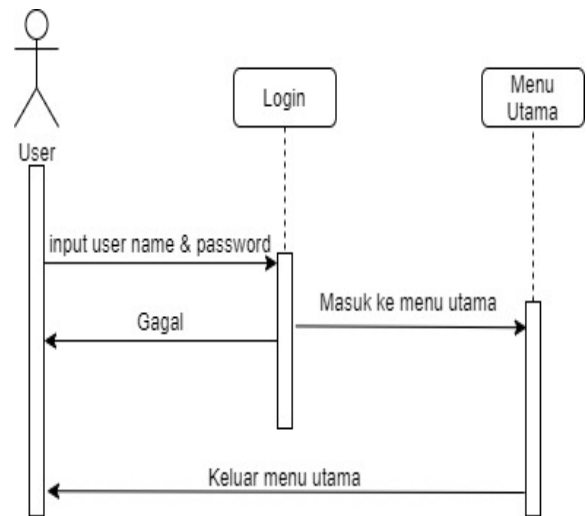 Login
Menu
Utama
User
input user name & password
Masuk ke menu utama
Gagal
Keluar menu utama